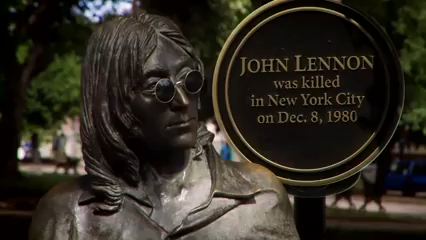 JOHN LENNON
was killed
in New York City
on Dec. 8, 1980